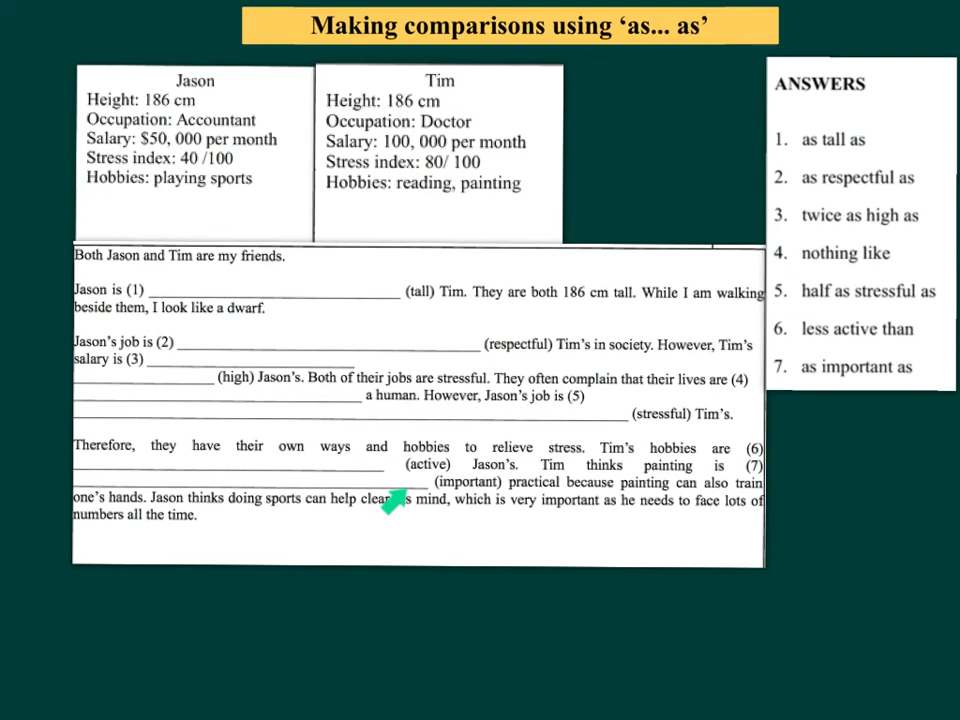 Making comparisons using ‘as... as’
Jason
Height: 186 cm
Occupation: Accountant
Salary: $50, 000 per month
Stress index: 40 /100
Hobbies: playing sports
Tim
Height: 186 cm
Occupation: Doctor
Salary: 100, 000 per month
Stress index: 80/ 100
Hobbies: reading, painting
Both Jason and Tim are my friends.
Jason is (1) ____________________ (tall) Tim. They are both 186 cm tall. While I am walking
beside them, I look like a dwarf.
Jason’s job is (2) ____________________ (respectful) Tim’s in society. However, Tim’s
salary is (3) ____________________
____________________ (high) Jason’s. Both of their jobs are stressful. They often complain that their lives are (4)
____________________ a human. However, Jason’s job is (5)
____________________ (stressful) Tim’s.
Therefore, they have their own ways and hobbies to relieve stress. Tim’s hobbies are (6)
____________________ (active) Jason’s. Tim thinks painting is (7)
____________________ (important) practical because painting can also train
one’s hands. Jason thinks doing sports can help clear mind, which is very important as he needs to face lots of
numbers all the time.
ANSWERS
1. as tall as
2. as respectful as
3. twice as high as
4. nothing like
5. half as stressful as
6. less active than
7. as important as